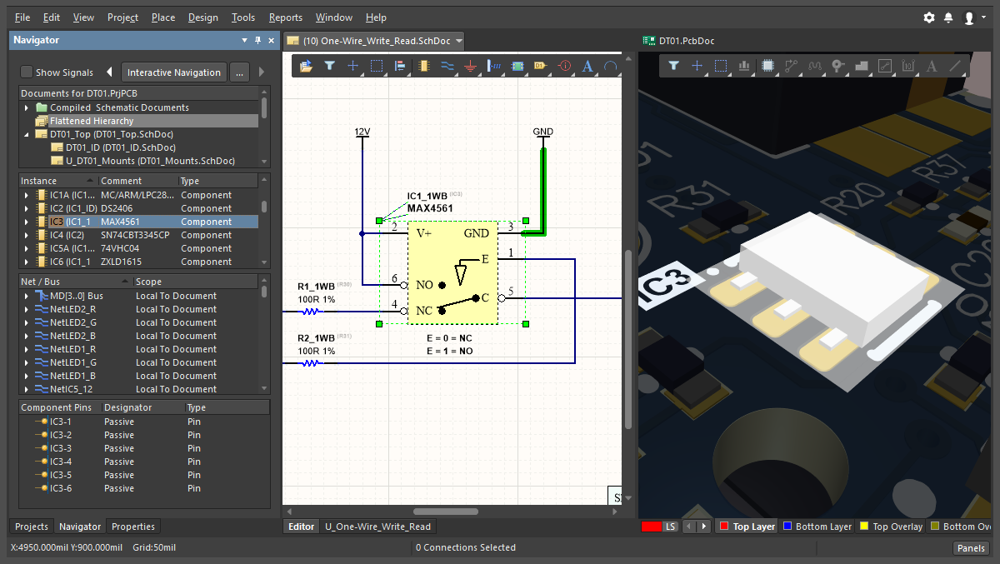 File Edit View Project Place Design Tools Reports Window Help
Navigator
Show Signals Interactive Navigation ...
Documents for DT01.PrjPCB
Compiled Schematic Documents
Flattened Hierarchy
DT01_Top (DT01_Top.SchDoc)
DT01_ID (DT01_ID.SchDoc)
U_DT01_Mounts (DT01_Mounts.SchDoc)
Instance Comment Type
IC1A (IC1... MC/ARM/LPC28... Component
IC2 (IC1_ID) DS2406 Component
IC3 (IC1_1 MAX4561 Component
IC4 (IC2) SN74CBT3345CP Component
IC5A (IC1... 74VHC04 Component
IC6 (IC1_1 ZXLD1615 Component
Net / Bus Scope
MD[3..0] Bus Local To Document
NetLED2_R Local To Document
NetLED2_G Local To Document
NetLED2_B Local To Document
NetLED1_R Local To Document
NetLED1_G Local To Document
NetLED1_B Local To Document
NetIC5_12 Local To Document
Component Pins Designator Type
IC3-1 Passive Pin
IC3-2 Passive Pin
IC3-3 Passive Pin
IC3-4 Passive Pin
IC3-5 Passive Pin
IC3-6 Passive Pin
Projects Navigator Properties
(10) One-Wire_Write_Read.SchDoc
12V
GND
IC1_1WB (IC3)
MAX4561
2 V+ GND 3
E 1
6 NO
C 5
4 NC
R1_1WB (R30)
100R 1%
R2_1WB (R31)
100R 1%
E = 0 = NC
E = 1 = NO
Editor U_One-Wire_Write_Read
DT01.PcbDoc
R37
R31
R20
IC3
LS Top Layer Bottom Layer Top Overlay Bottom Ov
X:4950.000mil Y:900.000mil Grid:50mil
0 Connections Selected
Panels